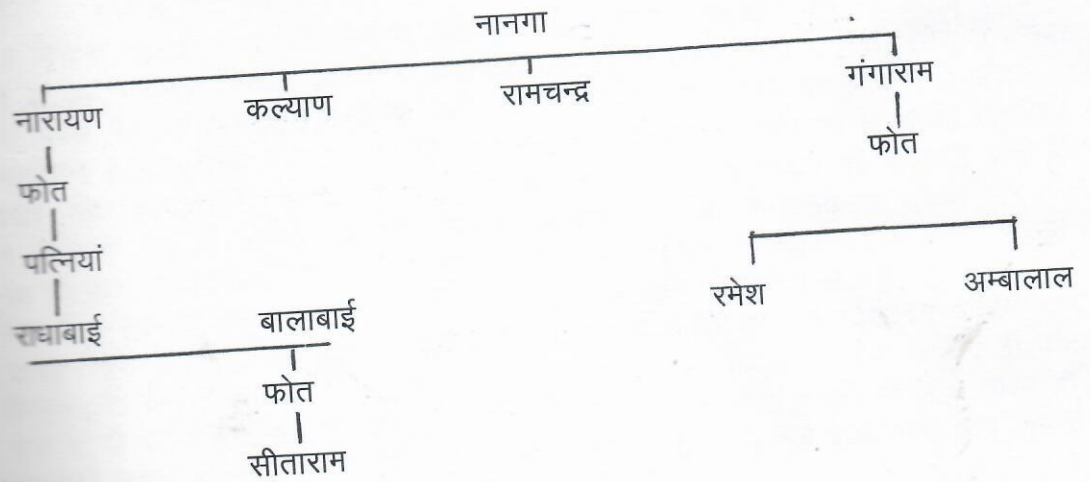 नानगा
नारायण कल्याण रामचन्द्र गंगाराम
फोत फोत
पत्नियां
राधाबाई बालाबाई रमेश अम्बालाल
फोत
सीताराम